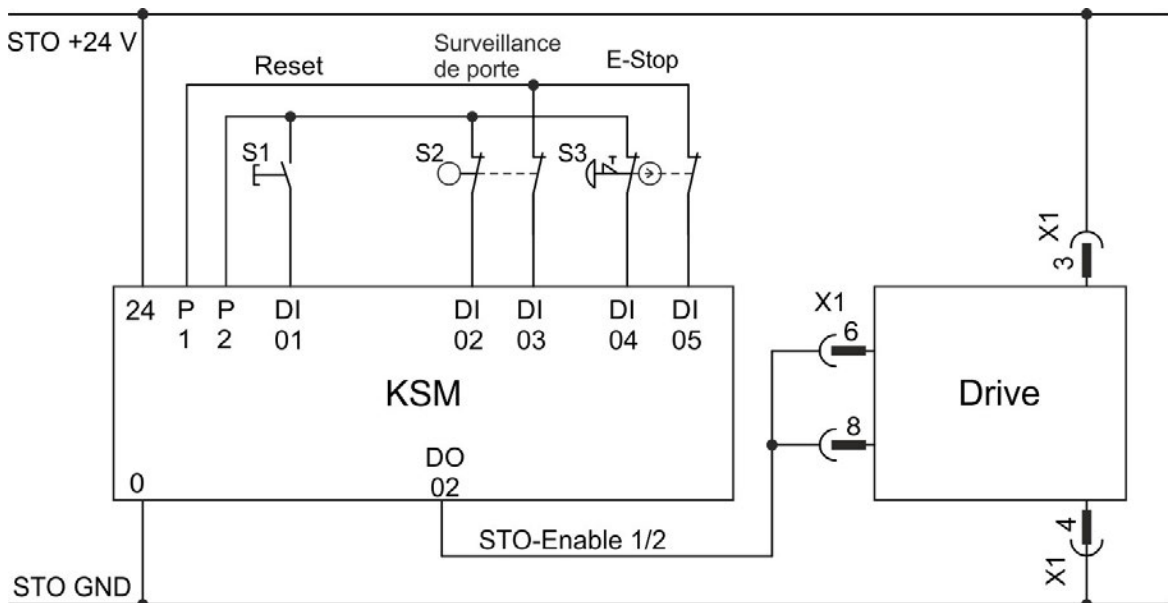 STO +24 V
Reset
Surveillance
de porte
E-Stop
S1
S2
S3
X1
3
24 P P DI DI DI DI DI
1 2 01 02 03 04 05
X1
6
KSM
Drive
8
DO
02
0
STO-Enable 1/2
4
X1
STO GND